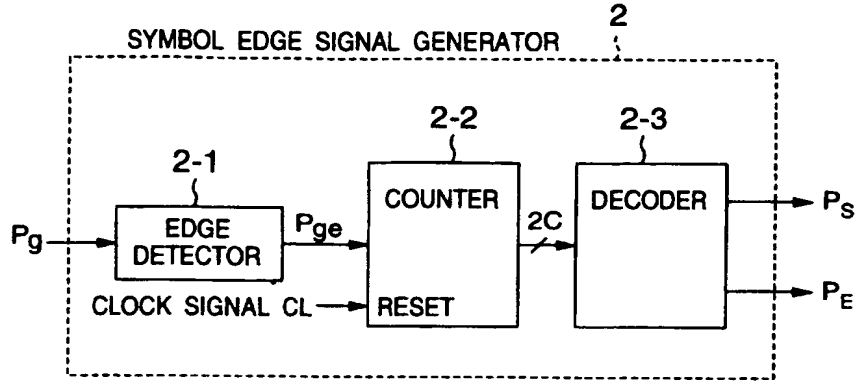 SYMBOL EDGE SIGNAL GENERATOR
2
2-1
2-2
2-3
Pg
EDGE
DETECTOR
Pge
COUNTER
2C
DECODER
PS
PE
CLOCK SIGNAL CL
RESET